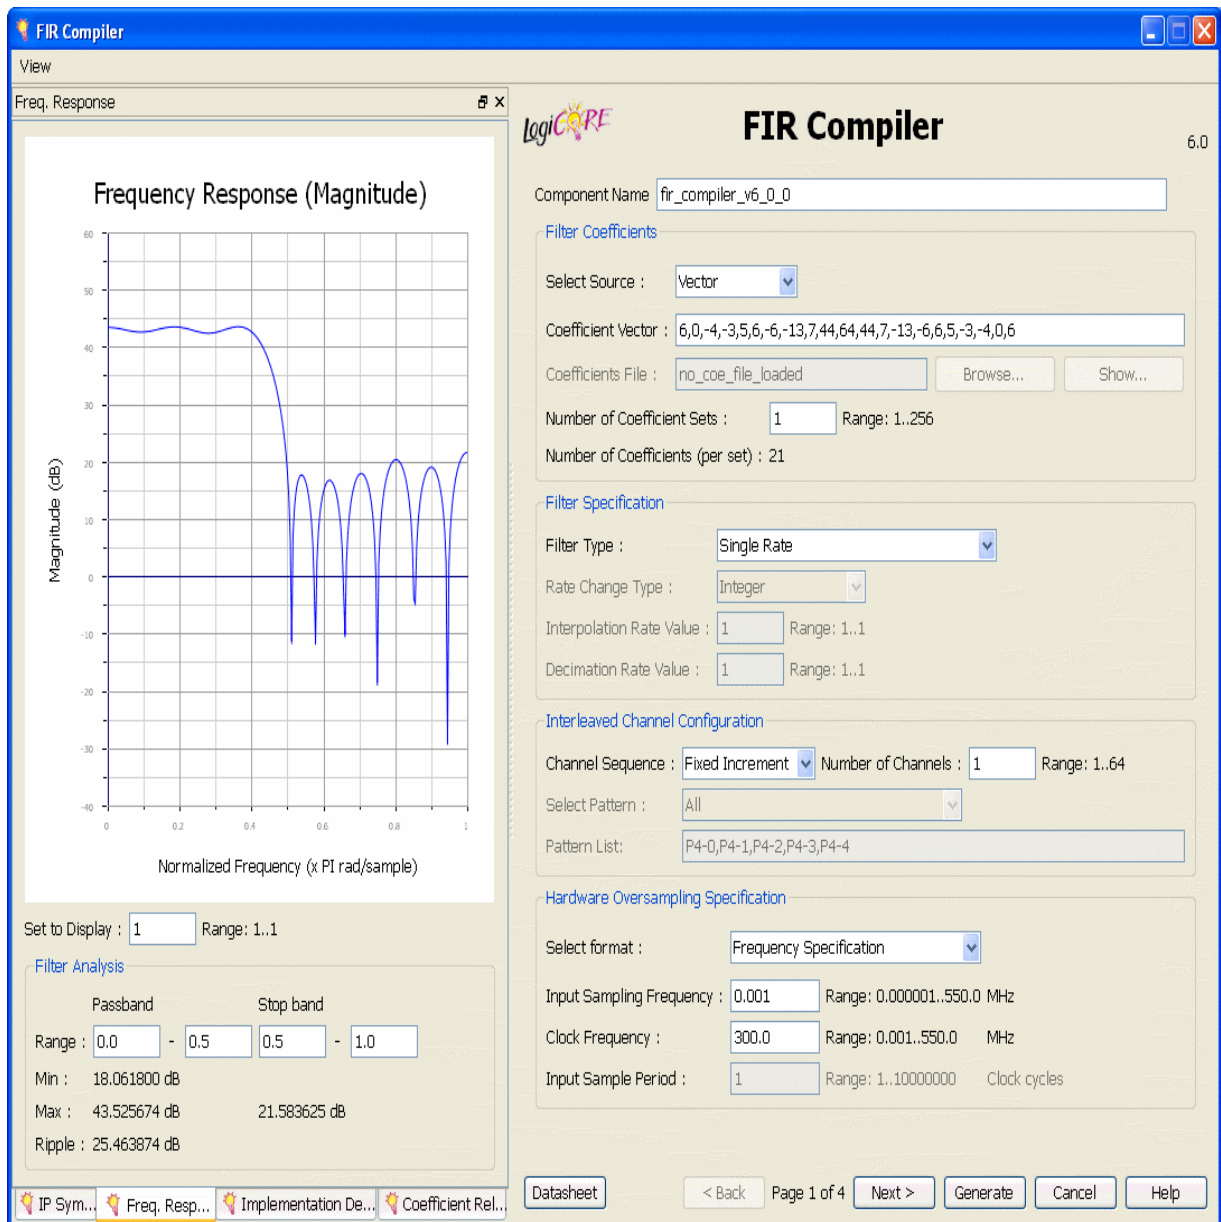 FIR Compiler
View
Freq. Response
Frequency Response (Magnitude)
60
50
40
30
20
10
0
-10
-20
-30
-40
0
0.2
0.4
0.6
0.8
1
Magnitude (dB)
Normalized Frequency (x PI rad/sample)
Set to Display : 1 Range: 1..1
Filter Analysis
Passband Stop band
Range : 0.0 - 0.5 0.5 - 1.0
Min : 18.061800 dB
Max : 43.525674 dB 21.583625 dB
Ripple : 25.463874 dB
IP Sym...
Freq. Resp...
Implementation De...
Coefficient Rel...
LogiCORE
FIR Compiler
6.0
Component Name fir_compiler_v6_0_0
Filter Coefficients
Select Source : Vector
Coefficient Vector : 6,0,-4,-3,5,6,-6,-13,7,44,64,44,7,-13,-6,6,5,-3,-4,0,6
Coefficients File : no_coe_file_loaded Browse... Show...
Number of Coefficient Sets : 1 Range: 1..256
Number of Coefficients (per set) : 21
Filter Specification
Filter Type : Single Rate
Rate Change Type : Integer
Interpolation Rate Value : 1 Range: 1..1
Decimation Rate Value : 1 Range: 1..1
Interleaved Channel Configuration
Channel Sequence : Fixed Increment Number of Channels : 1 Range: 1..64
Select Pattern : All
Pattern List: P4-0,P4-1,P4-2,P4-3,P4-4
Hardware Oversampling Specification
Select format : Frequency Specification
Input Sampling Frequency : 0.001 Range: 0.000001..550.0 MHz
Clock Frequency : 300.0 Range: 0.001..550.0 MHz
Input Sample Period : 1 Range: 1..10000000 Clock cycles
Datasheet
< Back
Page 1 of 4
Next >
Generate
Cancel
Help